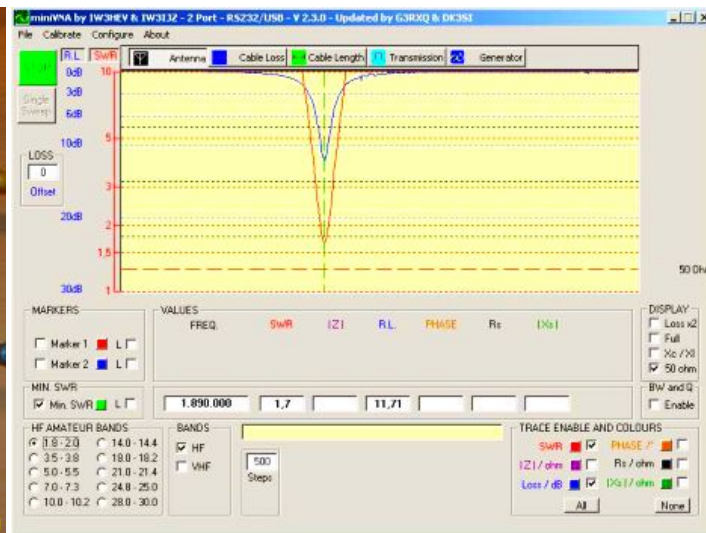 miniVNA by IW3HEV & IW3IJZ - 2 Port - RS232/USB - V 2.3.0 - Updated by G3RXQ & DK3SI
File Calibrate Configure About
STOP
R.L. SWR
Antenna Cable Loss Cable Length Transmission Generator
0dB 10
Single Sweep
3dB
6dB
10dB 5
LOSS
0
Offset
3
20dB
2
1,5
50 Ohm
30dB 1
MARKERS
Marker 1 L
Marker 2 L
VALUES
FREQ. SWR |Z| R.L. PHASE Rs |Xs|
DISPLAY
Loss x2
Full
Xc / Xl
50 ohm
MIN. SWR
Min. SWR L
1.890.000 1,7 11,71
BW and Q
Enable
HF AMATEUR BANDS
1.8 - 2.0 14.0 - 14.4
3.5 - 3.8 18.0 - 18.2
5.0 - 5.5 21.0 - 21.4
7.0 - 7.3 24.8 - 25.0
10.0 - 10.2 28.0 - 30.0
BANDS
HF
VHF
500
Steps
TRACE ENABLE AND COLOURS
SWR PHASE /°
|Z| / ohm Rs / ohm
Loss / dB |Xs| / ohm
All None